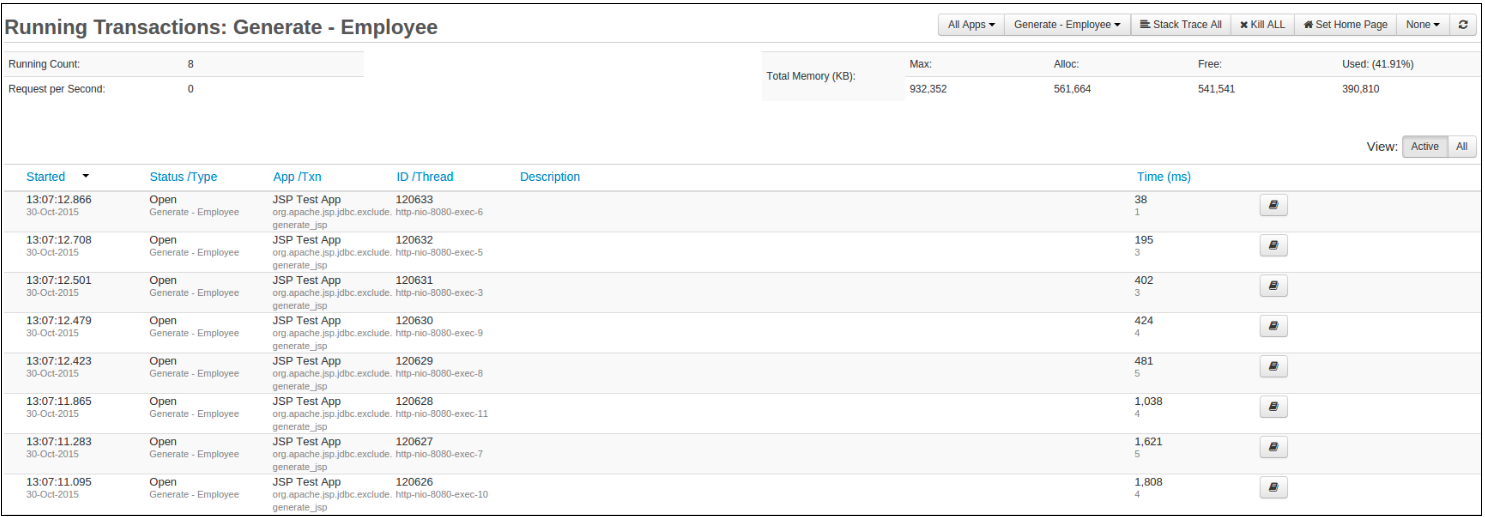 Running Transactions: Generate - Employee
All Apps Generate - Employee Stack Trace All Kill ALL Set Home Page None
Running Count: 8
Request per Second: 0
Total Memory (KB):
Max: Alloc: Free: Used: (41.91%)
932,352 561,664 541,541 390,810
View: Active All
Started Status /Type App /Txn ID /Thread Description Time (ms)
13:07:12.866 Open JSP Test App 120633 38
30-Oct-2015 Generate - Employee org.apache.jsp.jdbc.exclude. http-nio-8080-exec-6 1
generate_jsp
13:07:12.708 Open JSP Test App 120632 195
30-Oct-2015 Generate - Employee org.apache.jsp.jdbc.exclude. http-nio-8080-exec-5 3
generate_jsp
13:07:12.501 Open JSP Test App 120631 402
30-Oct-2015 Generate - Employee org.apache.jsp.jdbc.exclude. http-nio-8080-exec-3 3
generate_jsp
13:07:12.479 Open JSP Test App 120630 424
30-Oct-2015 Generate - Employee org.apache.jsp.jdbc.exclude. http-nio-8080-exec-9 4
generate_jsp
13:07:12.423 Open JSP Test App 120629 481
30-Oct-2015 Generate - Employee org.apache.jsp.jdbc.exclude. http-nio-8080-exec-8 5
generate_jsp
13:07:11.865 Open JSP Test App 120628 1,038
30-Oct-2015 Generate - Employee org.apache.jsp.jdbc.exclude. http-nio-8080-exec-11 4
generate_jsp
13:07:11.283 Open JSP Test App 120627 1,621
30-Oct-2015 Generate - Employee org.apache.jsp.jdbc.exclude. http-nio-8080-exec-7 5
generate_jsp
13:07:11.095 Open JSP Test App 120626 1,808
30-Oct-2015 Generate - Employee org.apache.jsp.jdbc.exclude. http-nio-8080-exec-10 4
generate_jsp